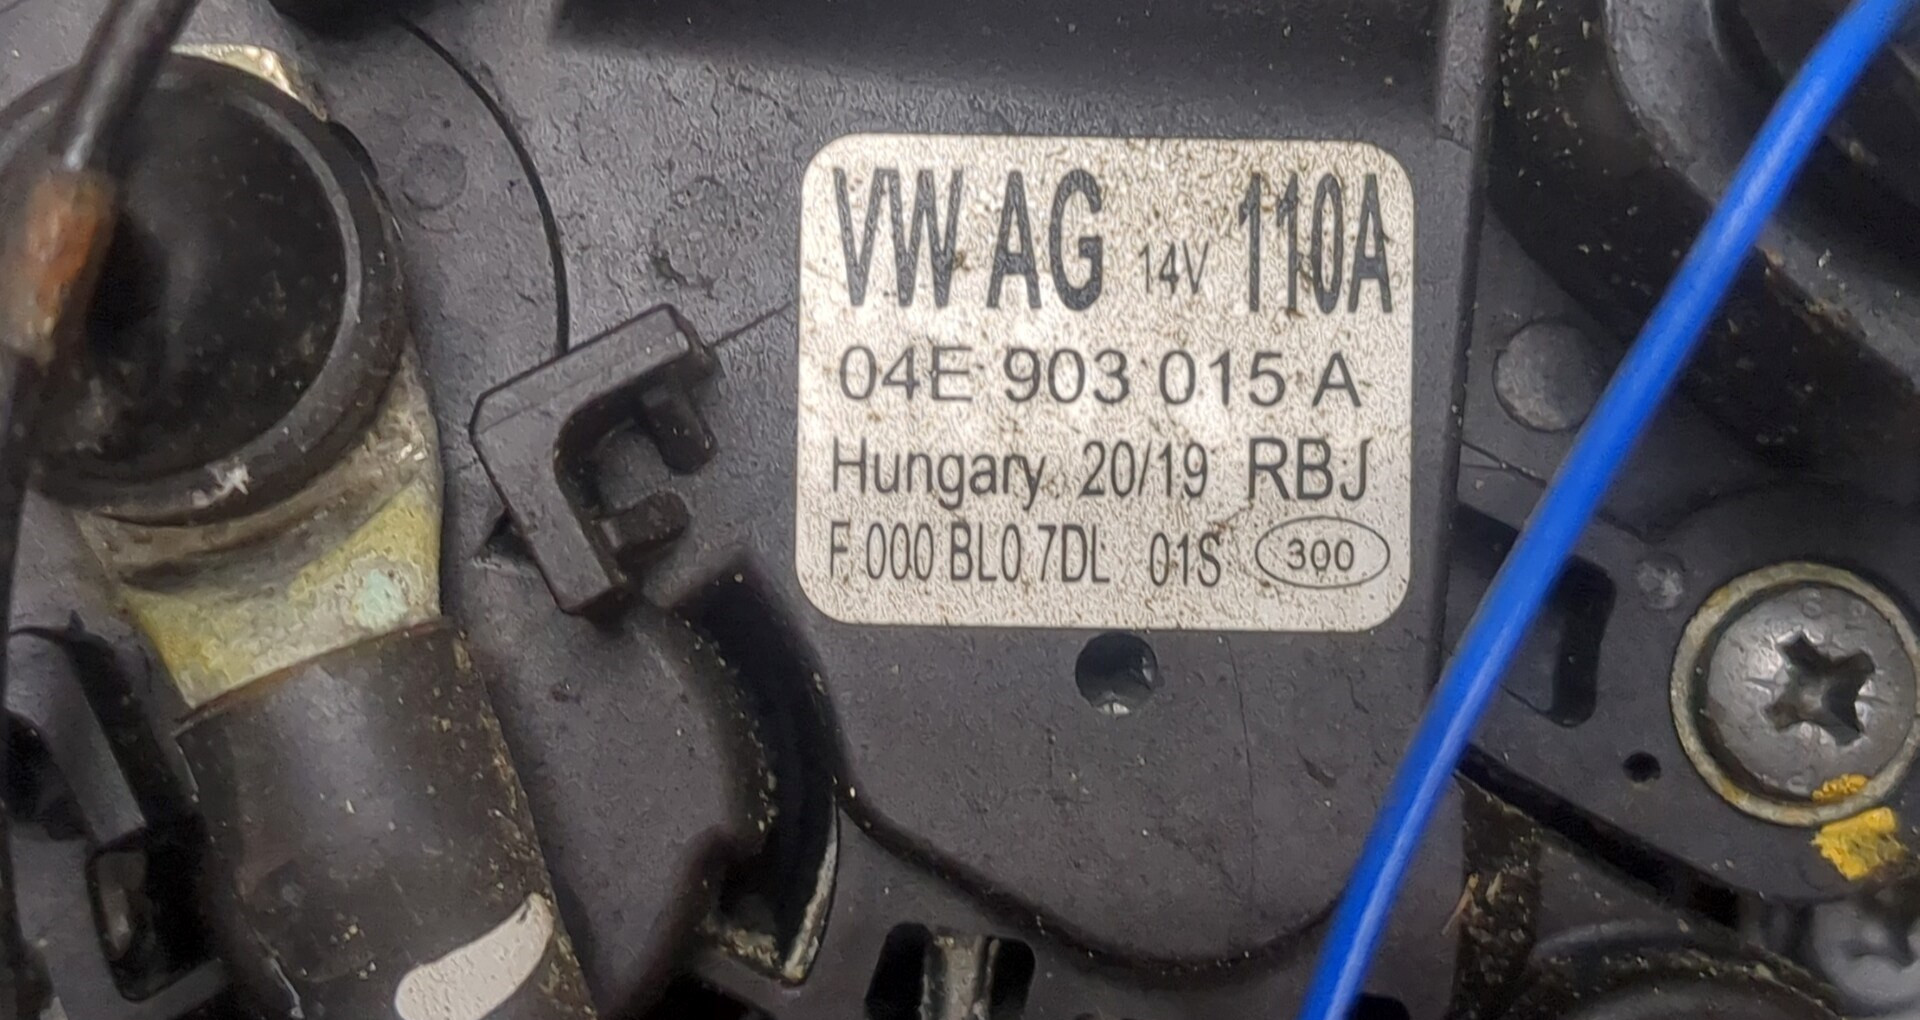 VW AG 14V 110A
04E 903 015 A
Hungary 20/19 RBJ
F 000 BL0 7DL 01S 300